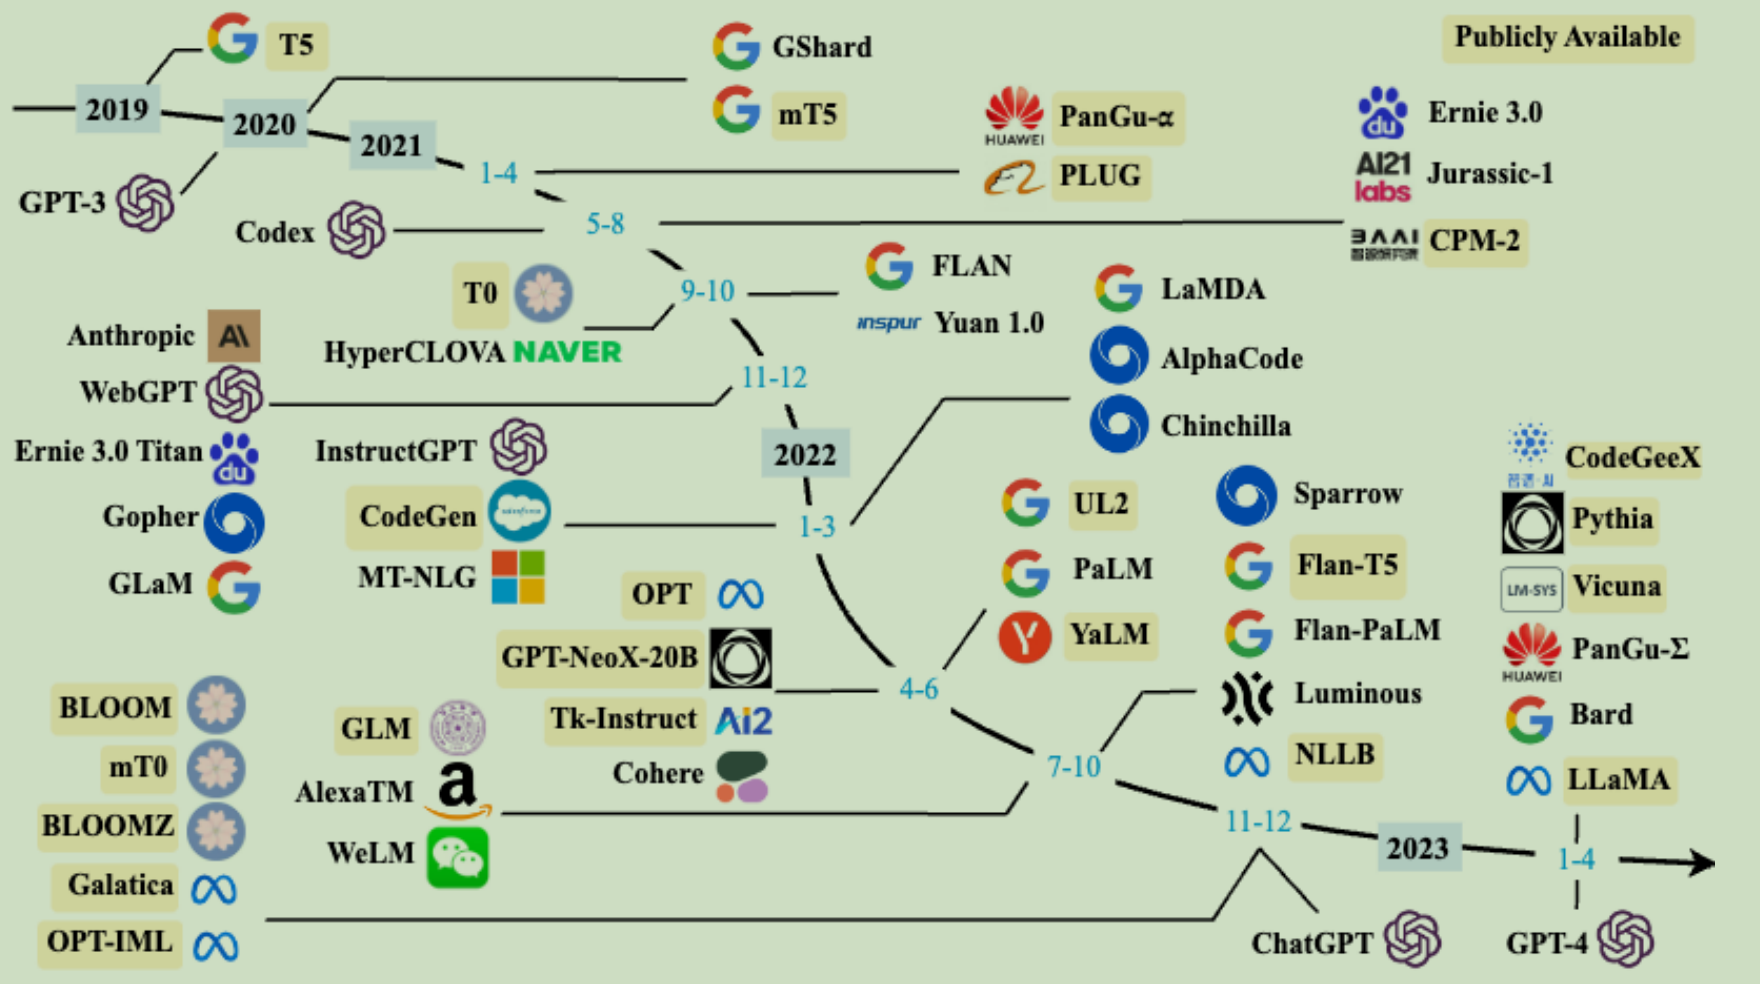 T5
GShard
Publicly Available
mT5
2019
2020
2021
PanGu-α
HUAWEI
Ernie 3.0
du
1-4
PLUG
AI21
labs
Jurassic-1
GPT-3
Codex
5-8
BAAI
CPM-2
T0
9-10
FLAN
LaMDA
inspur Yuan 1.0
Anthropic
AI
HyperCLOVA NAVER
AlphaCode
WebGPT
11-12
Chinchilla
Ernie 3.0 Titan
du
InstructGPT
2022
CodeGeeX
Gopher
CodeGen
salesforce
1-3
UL2
Sparrow
Pythia
GLaM
MT-NLG
OPT
PaLM
Flan-T5
LM-SYS
Vicuna
GPT-NeoX-20B
YaLM
Flan-PaLM
PanGu-Σ
HUAWEI
BLOOM
GLM
Tk-Instruct
Ai2
4-6
Luminous
Bard
mT0
AlexaTM
a
Cohere
7-10
NLLB
LLaMA
BLOOMZ
WeLM
11-12
2023
1-4
Galatica
OPT-IML
ChatGPT
GPT-4